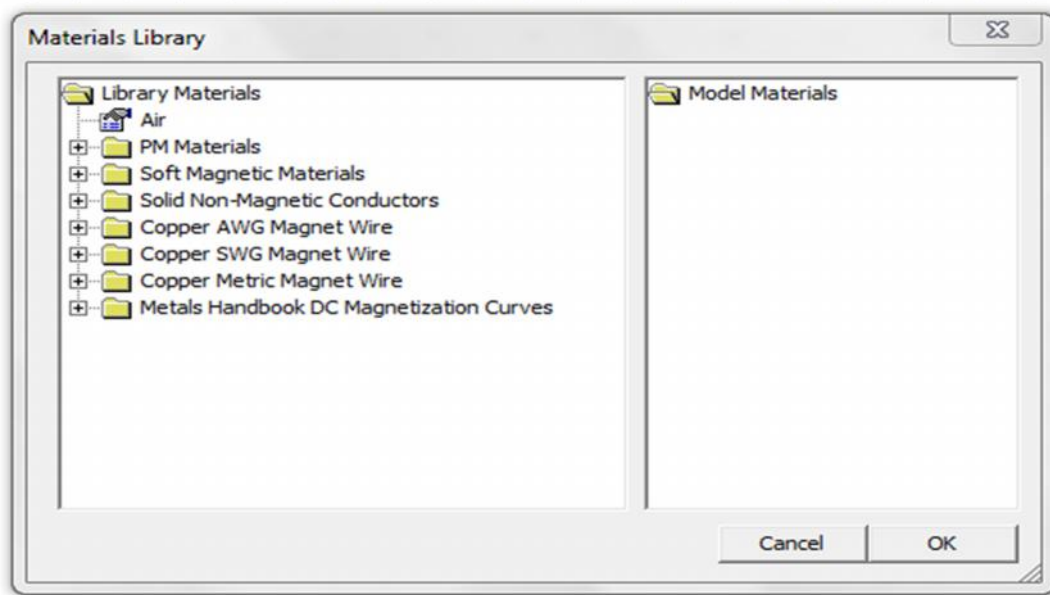 Materials Library
Library Materials
Air
PM Materials
Soft Magnetic Materials
Solid Non-Magnetic Conductors
Copper AWG Magnet Wire
Copper SWG Magnet Wire
Copper Metric Magnet Wire
Metals Handbook DC Magnetization Curves
Model Materials
Cancel
OK